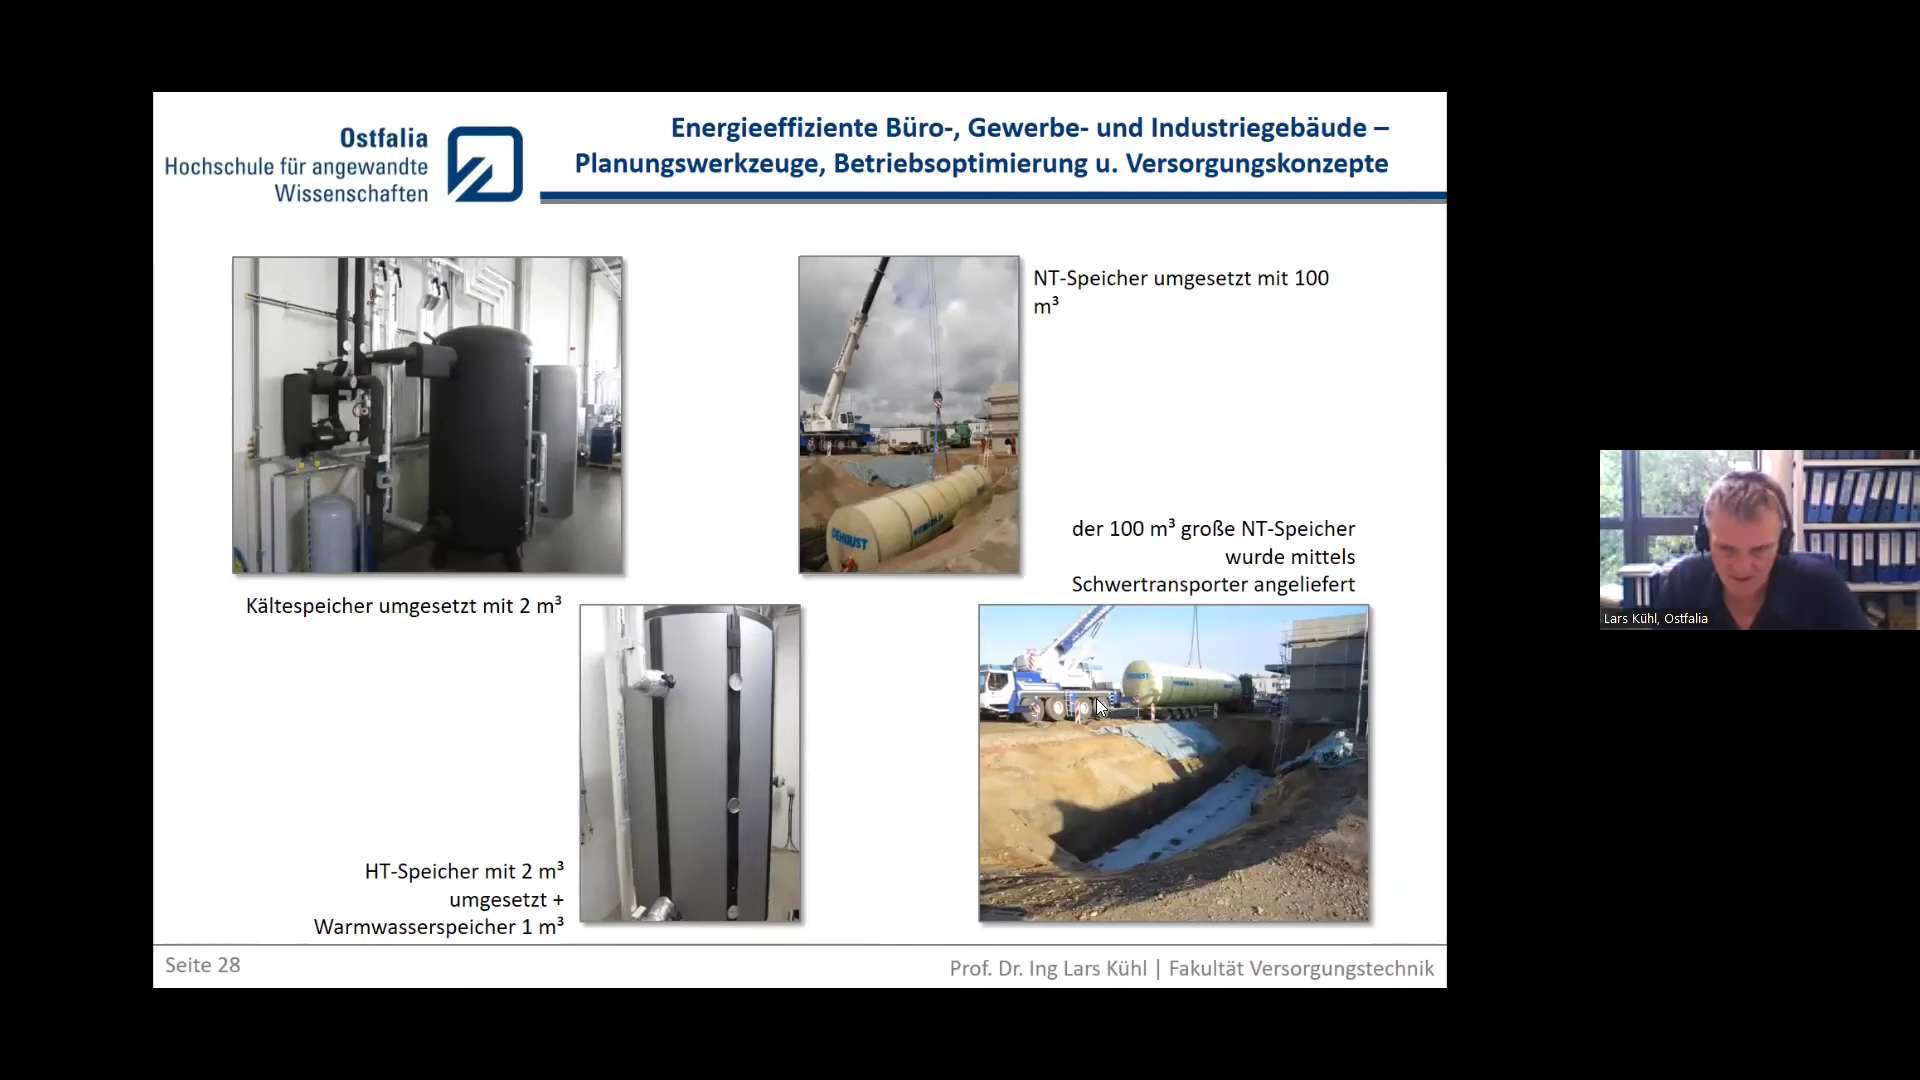 Ostfalia
Hochschule für angewandte
Wissenschaften
Energieeffiziente Büro-, Gewerbe- und Industriegebäude –
Planungswerkzeuge, Betriebsoptimierung u. Versorgungskonzepte
NT-Speicher umgesetzt mit 100
m³
DEHOUST
der 100 m³ große NT-Speicher
wurde mittels
Schwertransporter angeliefert
Kältespeicher umgesetzt mit 2 m³
DEHOUST
HT-Speicher mit 2 m³
umgesetzt +
Warmwasserspeicher 1 m³
Seite 28
Prof. Dr. Ing Lars Kühl | Fakultät Versorgungstechnik
Lars Kühl, Ostfalia